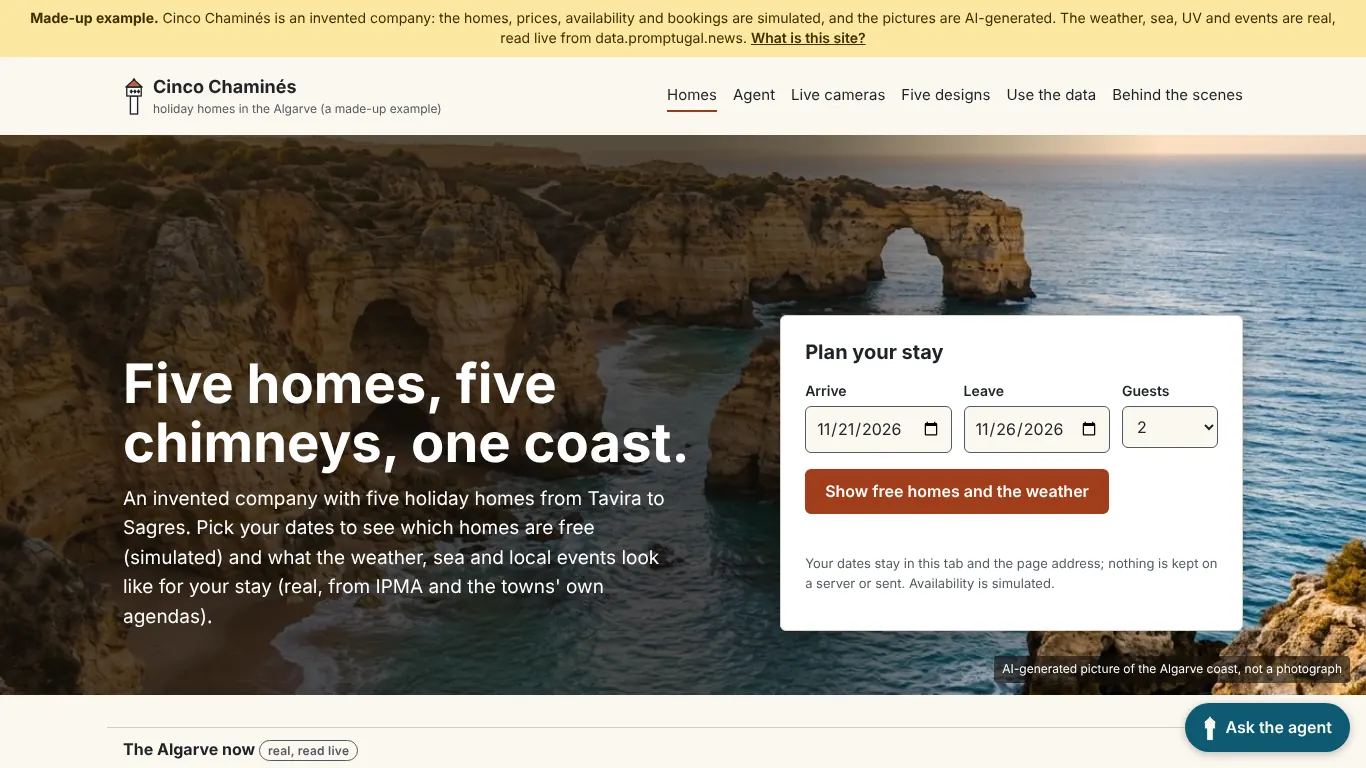 Made-up example. Cinco Chaminés is an invented company: the homes, prices, availability and bookings are simulated, and the pictures are AI-generated. The weather, sea, UV and events are real,
read live from data.promptugal.news. What is this site?
Cinco Chaminés
holiday homes in the Algarve (a made-up example)
Homes
Agent
Live cameras
Five designs
Use the data
Behind the scenes
Five homes, five
chimneys, one coast.
An invented company with five holiday homes from Tavira to
Sagres. Pick your dates to see which homes are free
(simulated) and what the weather, sea and local events look
like for your stay (real, from IPMA and the towns' own
agendas).
Plan your stay
Arrive
Leave
Guests
11/21/2026
11/26/2026
2
Show free homes and the weather
Your dates stay in this tab and the page address; nothing is kept on
a server or sent. Availability is simulated.
AI-generated picture of the Algarve coast, not a photograph
The Algarve now
real, read live
Ask the agent